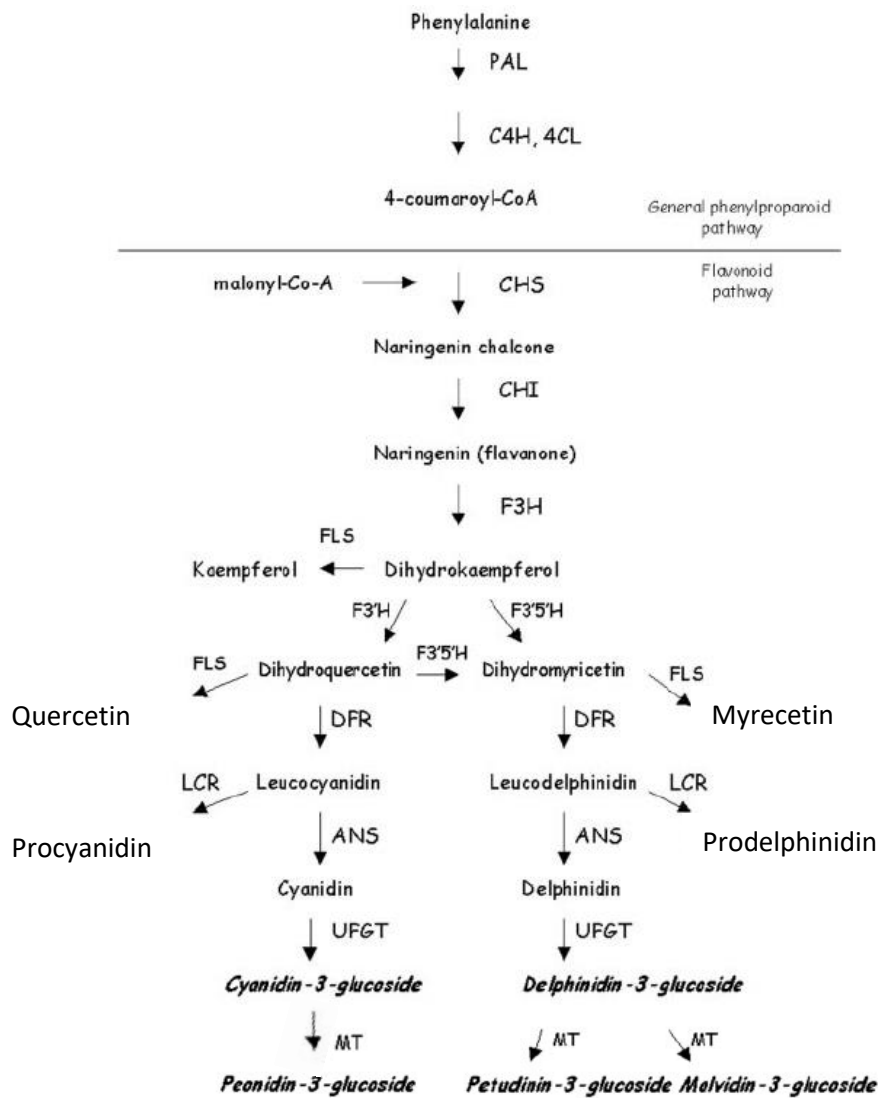 Phenylalanine
PAL
C4H, 4CL
4-coumaroyl-CoA
General phenylpropanoid
pathway
Flavonoid
pathway
malonyl-Co-A
CHS
Naringenin chalcone
CHI
Naringenin (flavanone)
F3H
FLS
Kaempferol
Dihydrokaempferol
F3'H
F3'5'H
FLS
Dihydroquercetin
F3'5'H
Dihydromyricetin
FLS
Quercetin
Myrecetin
DFR
DFR
LCR
Leucocyanidin
Leucodelphinidin
LCR
Procyanidin
Prodelphinidin
ANS
ANS
Cyanidin
Delphinidin
UFGT
UFGT
Cyanidin-3-glucoside
Delphinidin-3-glucoside
MT
MT
MT
Peonidin-3-glucoside
Petudinin-3-glucoside
Malvidin-3-glucoside